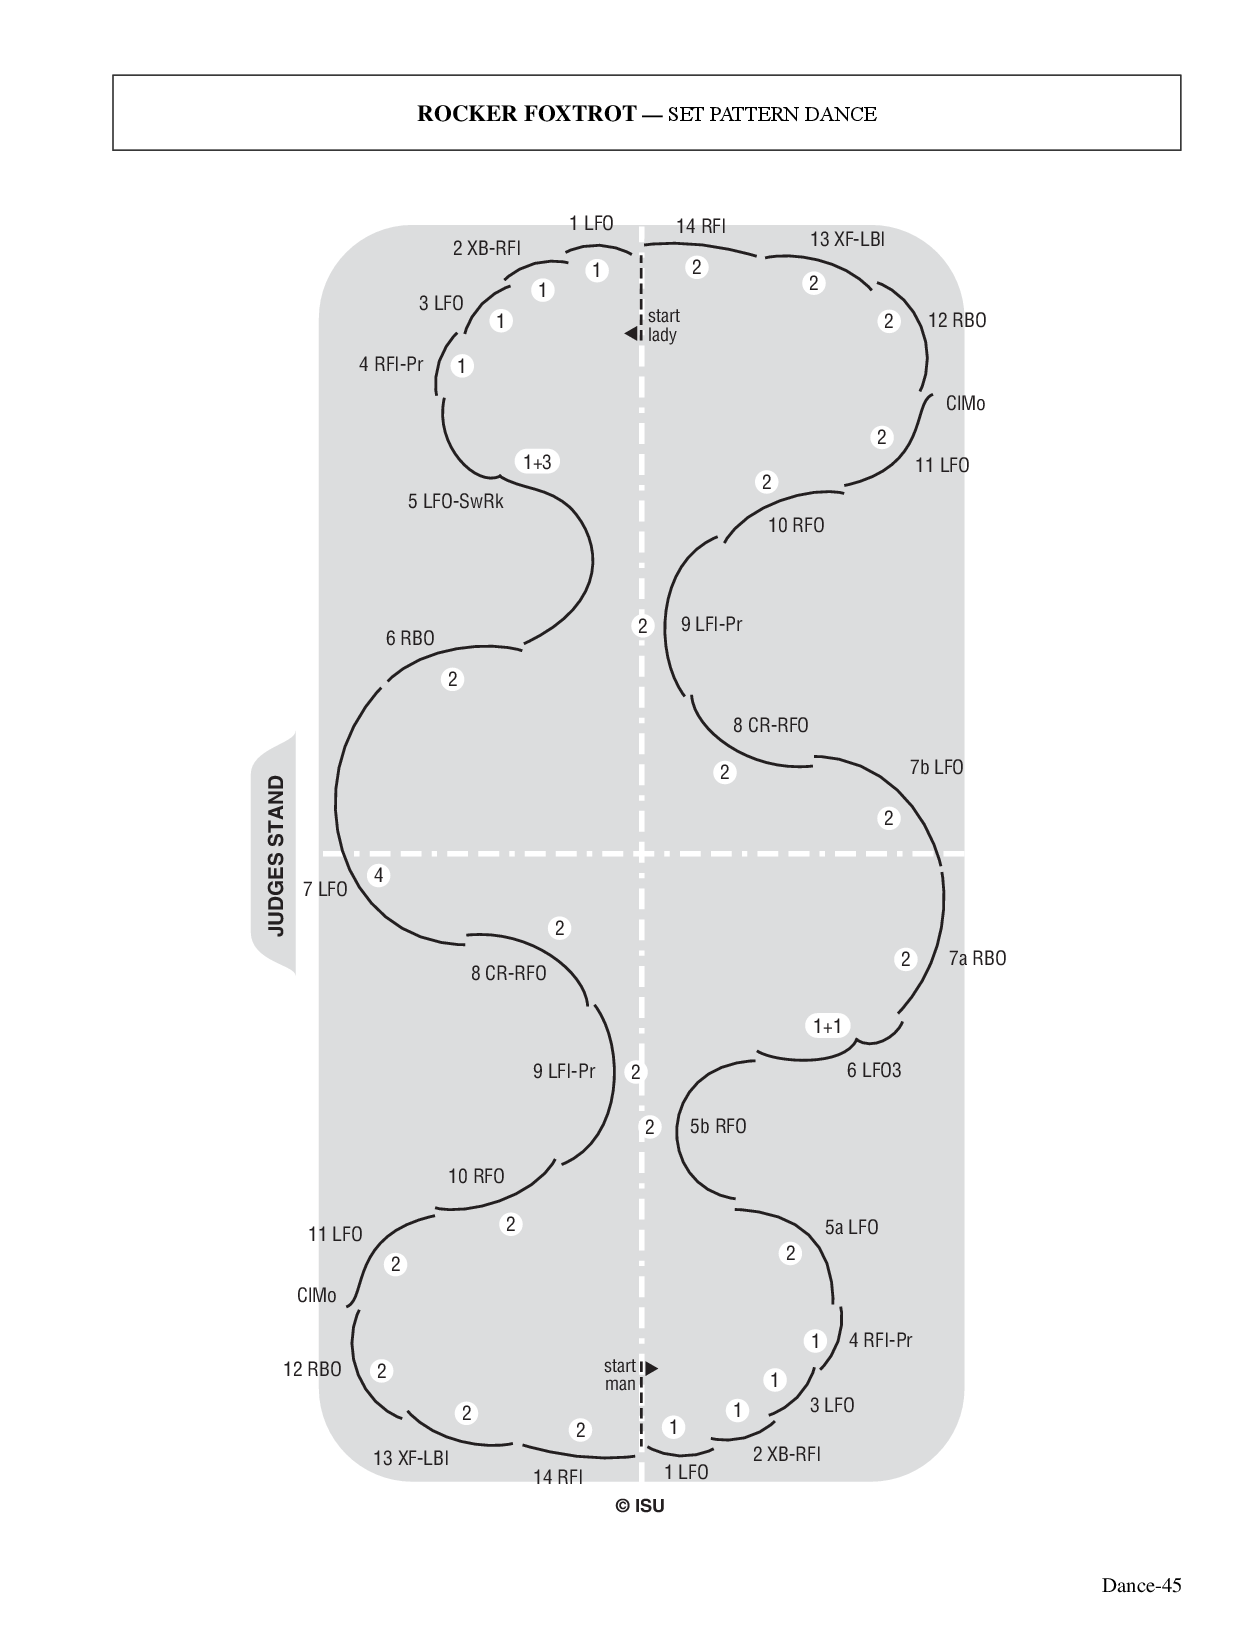 ROCKER FOXTROT — SET PATTERN DANCE
1 LFO
14 RFI
13 XF-LBI
2 XB-RFI
1
2
2
1
3 LFO
1
start
lady
2
12 RBO
4 RFI-Pr
1
ClMo
2
1+3
11 LFO
2
5 LFO-SwRk
10 RFO
2
9 LFI-Pr
6 RBO
2
8 CR-RFO
2
7b LFO
2
JUDGES STAND
4
7 LFO
2
8 CR-RFO
2
7a RBO
1+1
9 LFI-Pr
2
6 LFO3
2
5b RFO
10 RFO
2
11 LFO
5a LFO
2
2
ClMo
1
4 RFI-Pr
12 RBO
2
start
man
1
3 LFO
2
1
2
1
13 XF-LBI
2 XB-RFI
14 RFI
1 LFO
© ISU
Dance-45